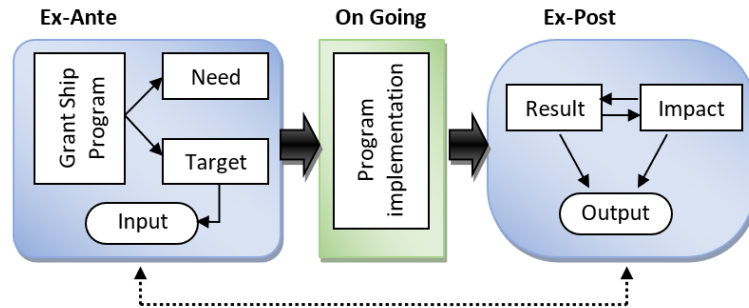 Ex-Ante
On Going
Ex-Post
Grant Ship
Program
Need
Target
Input
Program
implementation
Result
Impact
Output